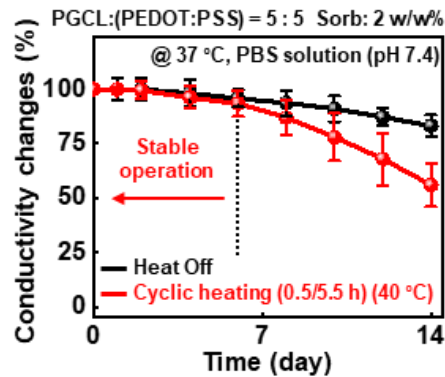 PGCL:(PEDOT:PSS) = 5 : 5 Sorb: 2 w/w%
@ 37 °C, PBS solution (pH 7.4)
Conductivity changes (%)
100
75
50
25
0
Stable
operation
Heat Off
Cyclic heating (0.5/5.5 h) (40 °C)
0
7
14
Time (day)